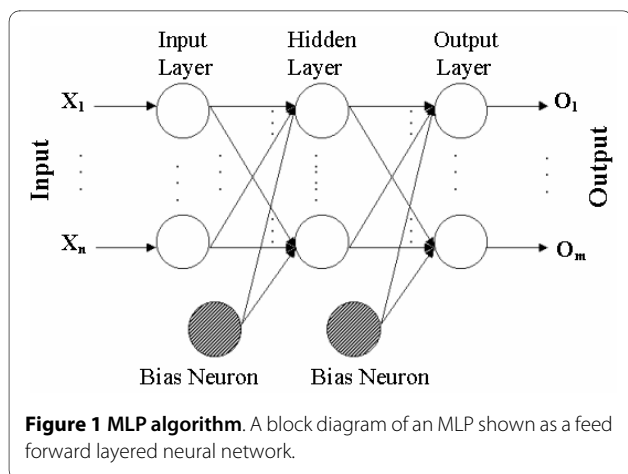 Input
Layer
Hidden
Layer
Output
Layer
X₁
O₁
Input
Output
Xₙ
Oₘ
Bias Neuron
Bias Neuron
Figure 1 MLP algorithm. A block diagram of an MLP shown as a feed
forward layered neural network.